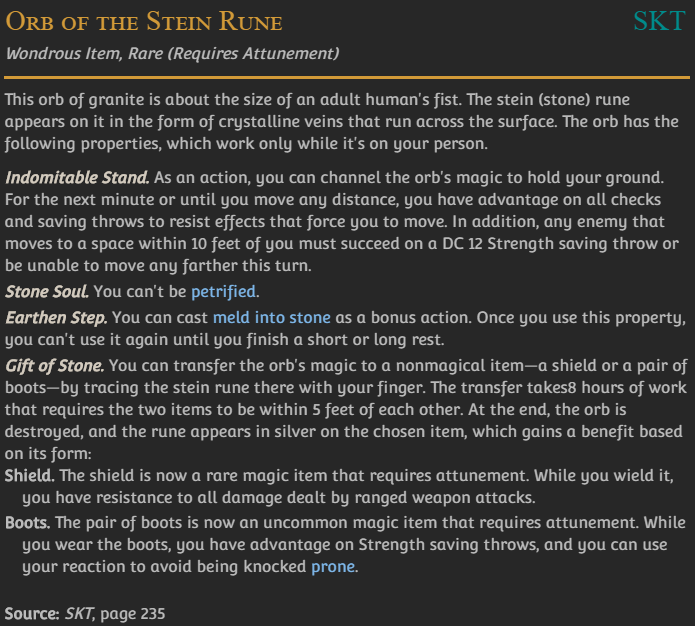 Orb of the Stein Rune SKT
Wondrous Item, Rare (Requires Attunement)
This orb of granite is about the size of an adult human's fist. The stein (stone) rune
appears on it in the form of crystalline veins that run across the surface. The orb has the
following properties, which work only while it's on your person.
Indomitable Stand. As an action, you can channel the orb's magic to hold your ground.
For the next minute or until you move any distance, you have advantage on all checks
and saving throws to resist effects that force you to move. In addition, any enemy that
moves to a space within 10 feet of you must succeed on a DC 12 Strength saving throw or
be unable to move any farther this turn.
Stone Soul. You can't be petrified.
Earthen Step. You can cast meld into stone as a bonus action. Once you use this property,
you can't use it again until you finish a short or long rest.
Gift of Stone. You can transfer the orb's magic to a nonmagical item—a shield or a pair of
boots—by tracing the stein rune there with your finger. The transfer takes8 hours of work
that requires the two items to be within 5 feet of each other. At the end, the orb is
destroyed, and the rune appears in silver on the chosen item, which gains a benefit based
on its form:
Shield. The shield is now a rare magic item that requires attunement. While you wield it,
you have resistance to all damage dealt by ranged weapon attacks.
Boots. The pair of boots is now an uncommon magic item that requires attunement. While
you wear the boots, you have advantage on Strength saving throws, and you can use
your reaction to avoid being knocked prone.
Source: SKT, page 235